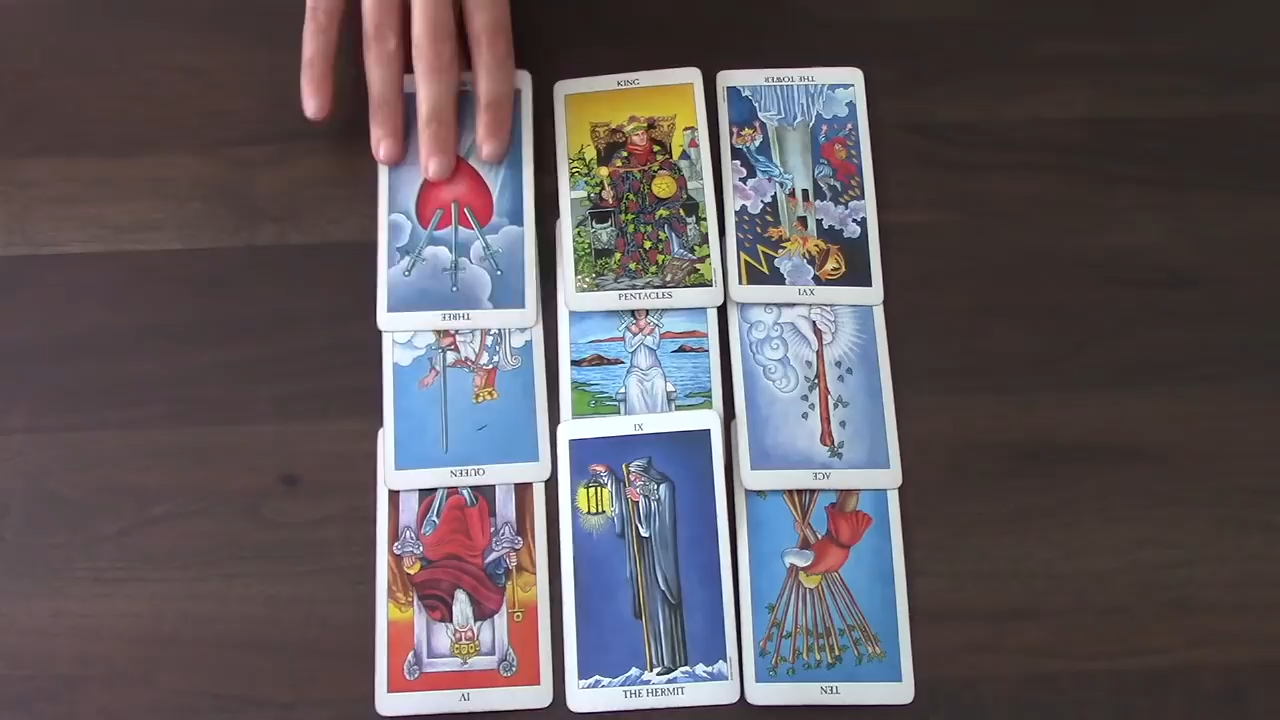 KING
THE TOWER
PENTACLES
XVI
THREE
IX
QUEEN
ACE
THE HERMIT
IV
TEN